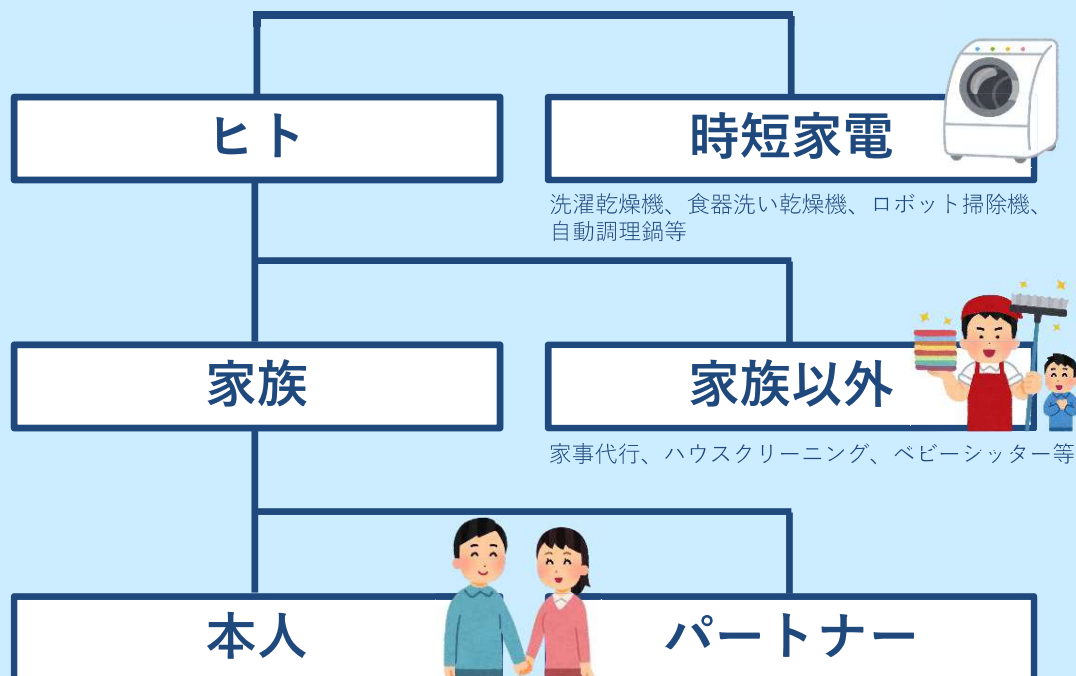 ヒト
時短家電
洗濯乾燥機、食器洗い乾燥機、ロボット掃除機、
自動調理鍋等
家族
家族以外
家事代行、ハウスクリーニング、ベビーシッター等
本人
パートナー